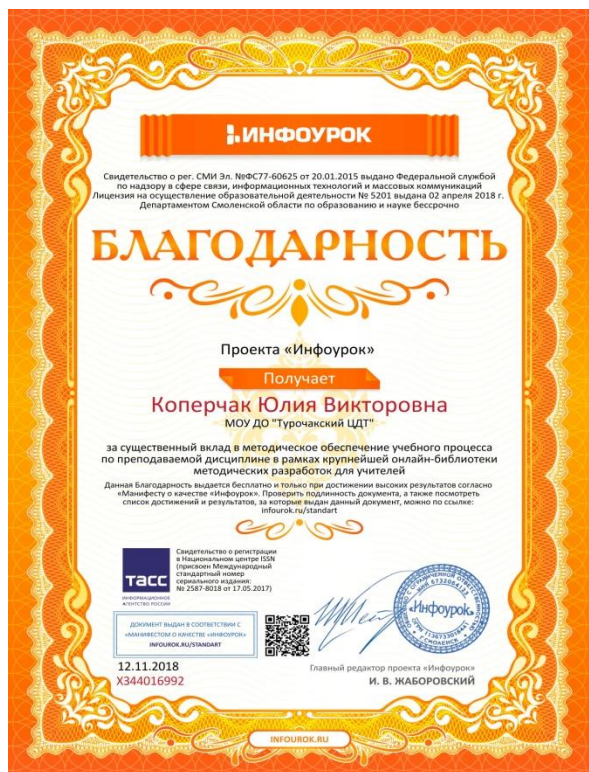 ИНФОУРОК
Свидетельство о рег. СМИ Эл. №ФС77-60625 от 20.01.2015 выдано Федеральной службой
по надзору в сфере связи, информационных технологий и массовых коммуникаций
Лицензия на осуществление образовательной деятельности № 5201 выдана 02 апреля 2018 г.
Департаментом Смоленской области по образованию и науке бессрочно
БЛАГОДАРНОСТЬ
Проекта «Инфоурок»
Получает
Коперчак Юлия Викторовна
МОУ ДО "Турочакский ЦДТ"
за существенный вклад в методическое обеспечение учебного процесса
по преподаваемой дисциплине в рамках крупнейшей онлайн-библиотеки
методических разработок для учителей
Данная Благодарность выдается бесплатно и только при достижении высоких результатов согласно
«Манифесту о качестве «Инфоурок». Проверить подлинность документа, а также посмотреть
список достижений и результатов, за которые выдан данный документ, можно по ссылке:
infourok.ru/standart
ТАСС
ИНФОРМАЦИОННОЕ
АГЕНТСТВО РОССИИ
Свидетельство о регистрации
в Национальном центре ISSN
(присвоен Международный
стандартный номер
сериального издания:
№ 2587-8018 от 17.05.2017)
ДОКУМЕНТ ВЫДАН В СООТВЕТСТВИИ С
«МАНИФЕСТОМ О КАЧЕСТВЕ «ИНФОУРОК»
INFOUROK.RU/STANDART
«Инфоурок»
г. СМОЛЕНСК
12.11.2018
Х344016992
Главный редактор проекта «Инфоурок»
И. В. ЖАБОРОВСКИЙ
INFOUROK.RU